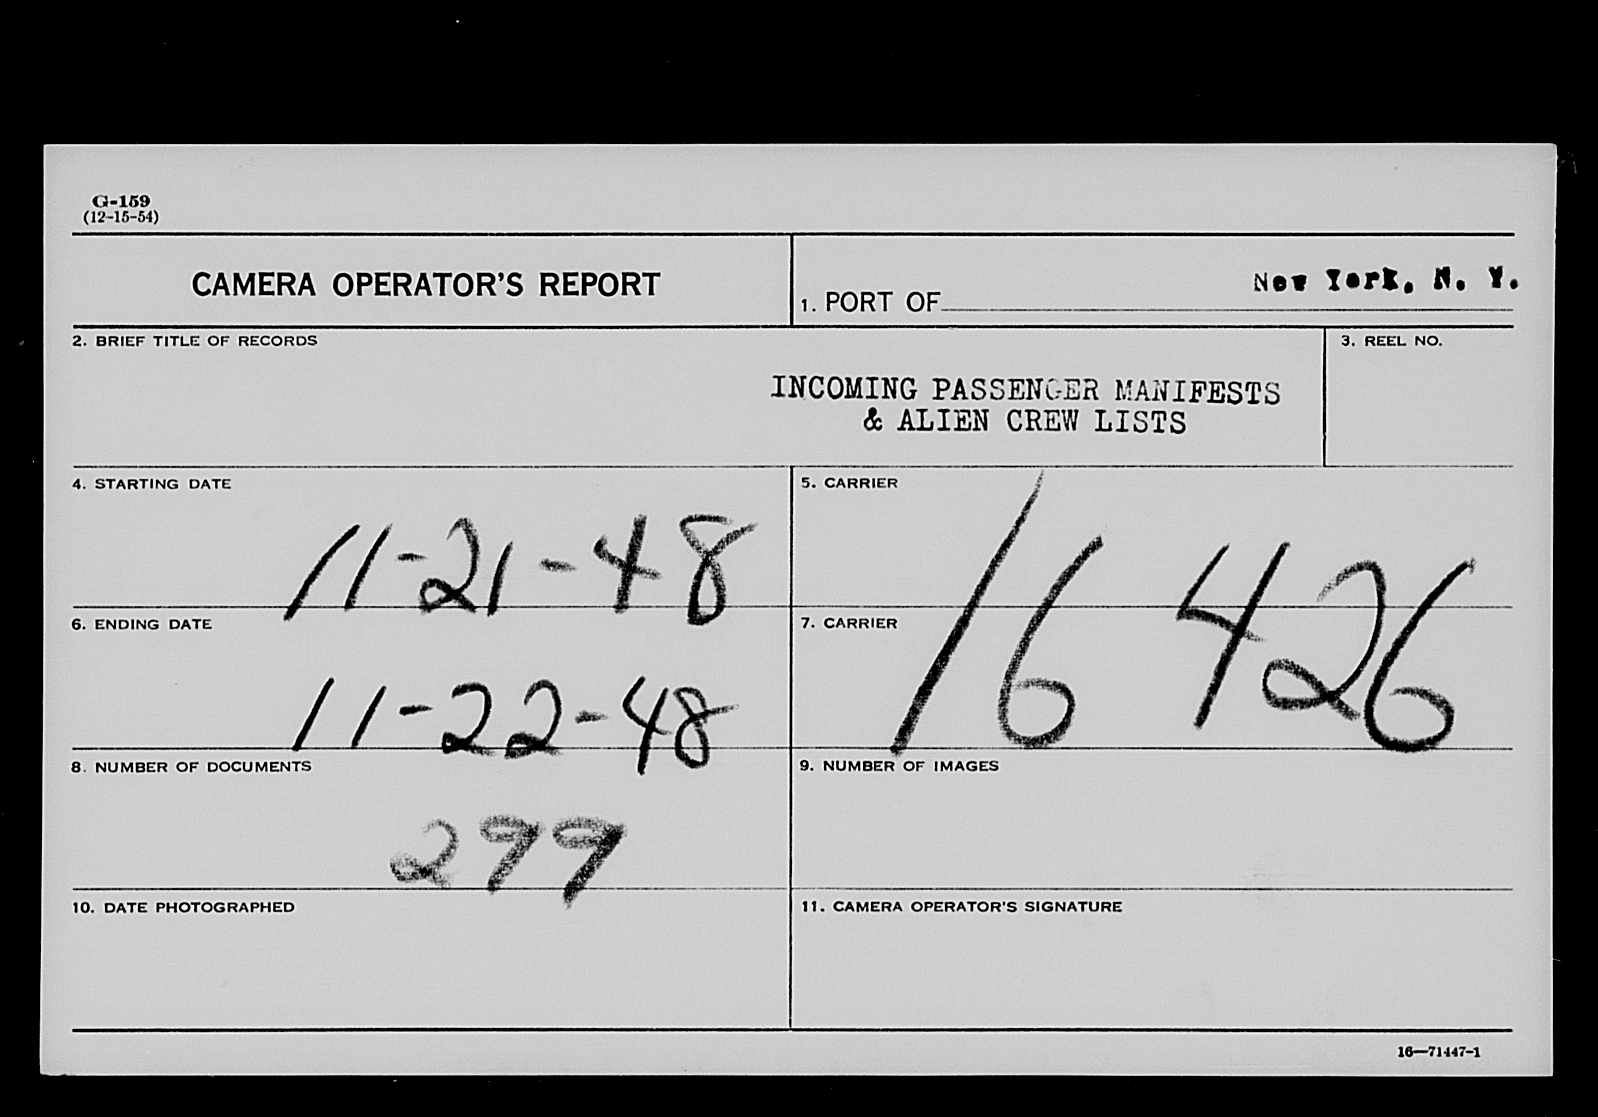 G-159
(12-15-54)
CAMERA OPERATOR'S REPORT
1. PORT OF New York, N. Y.
2. BRIEF TITLE OF RECORDS
INCOMING PASSENGER MANIFESTS
& ALIEN CREW LISTS
3. REEL NO.
4. STARTING DATE
11-21-48
5. CARRIER
16 426
6. ENDING DATE
11-22-48
7. CARRIER
8. NUMBER OF DOCUMENTS
299
9. NUMBER OF IMAGES
10. DATE PHOTOGRAPHED
11. CAMERA OPERATOR'S SIGNATURE
16—71447-1